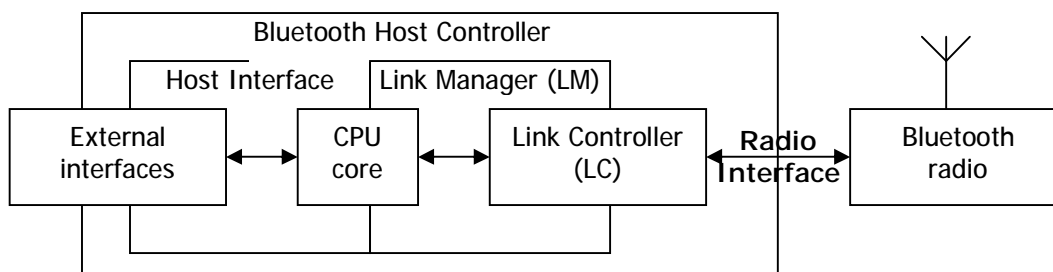 Bluetooth Host Controller
Host Interface
Link Manager (LM)
External
interfaces
CPU
core
Link Controller
(LC)
Radio
Interface
Bluetooth
radio